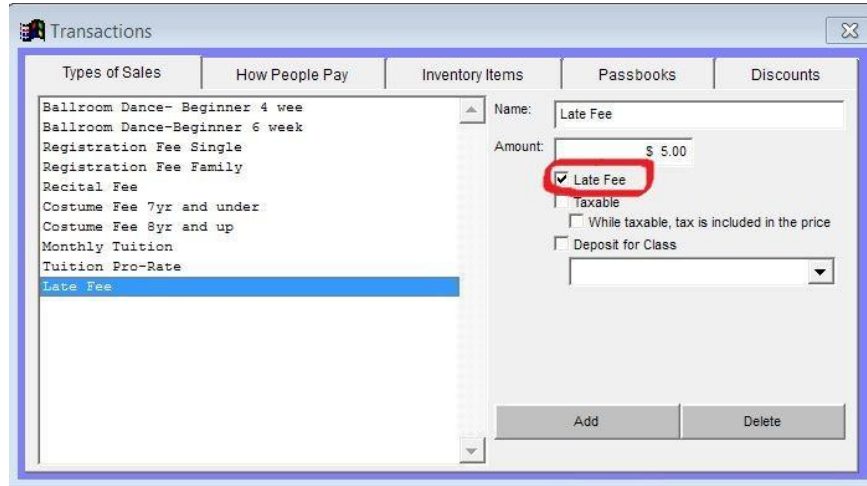 Transactions
Types of Sales
How People Pay
Inventory Items
Passbooks
Discounts
Ballroom Dance- Beginner 4 wee
Ballroom Dance-Beginner 6 week
Registration Fee Single
Registration Fee Family
Recital Fee
Costume Fee 7yr and under
Costume Fee 8yr and up
Monthly Tuition
Tuition Pro-Rate
Late Fee
Name: Late Fee
Amount: $ 5.00
Late Fee
Taxable
While taxable, tax is included in the price
Deposit for Class
Add
Delete